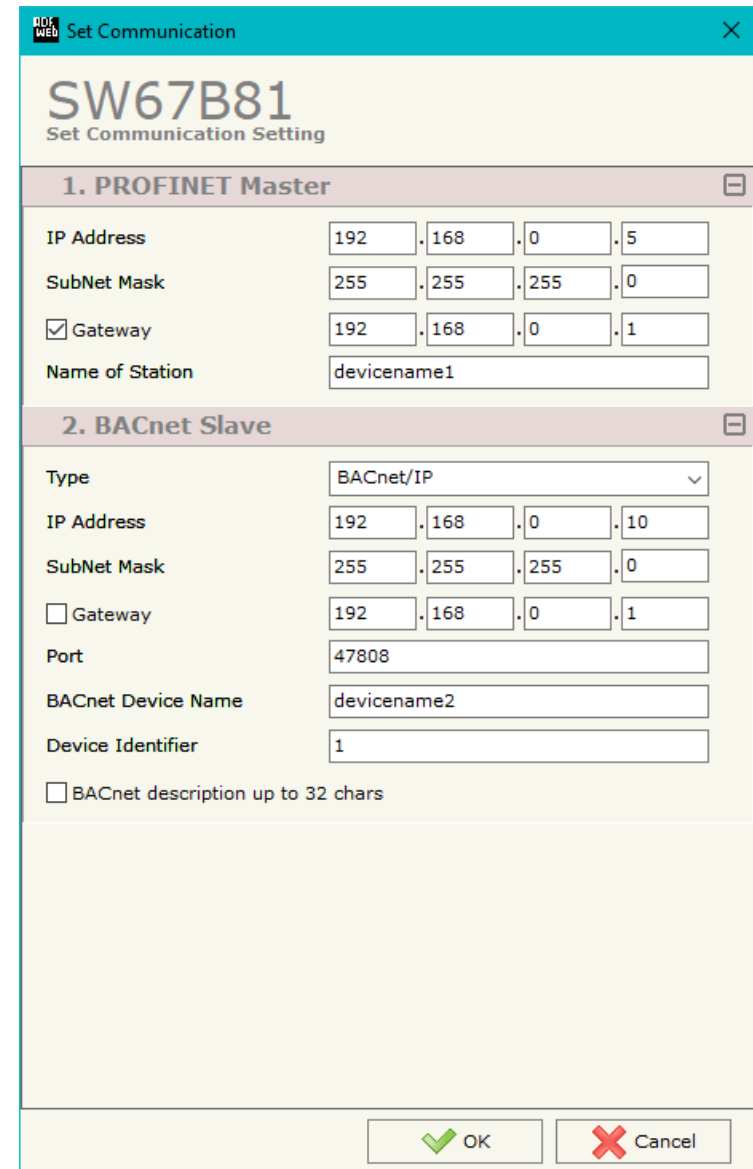 ADF WEB Set Communication
SW67B81
Set Communication Setting
1. PROFINET Master
IP Address 192 . 168 . 0 . 5
SubNet Mask 255 . 255 . 255 . 0
Gateway 192 . 168 . 0 . 1
Name of Station devicename1
2. BACnet Slave
Type BACnet/IP
IP Address 192 . 168 . 0 . 10
SubNet Mask 255 . 255 . 255 . 0
Gateway 192 . 168 . 0 . 1
Port 47808
BACnet Device Name devicename2
Device Identifier 1
BACnet description up to 32 chars
OK Cancel